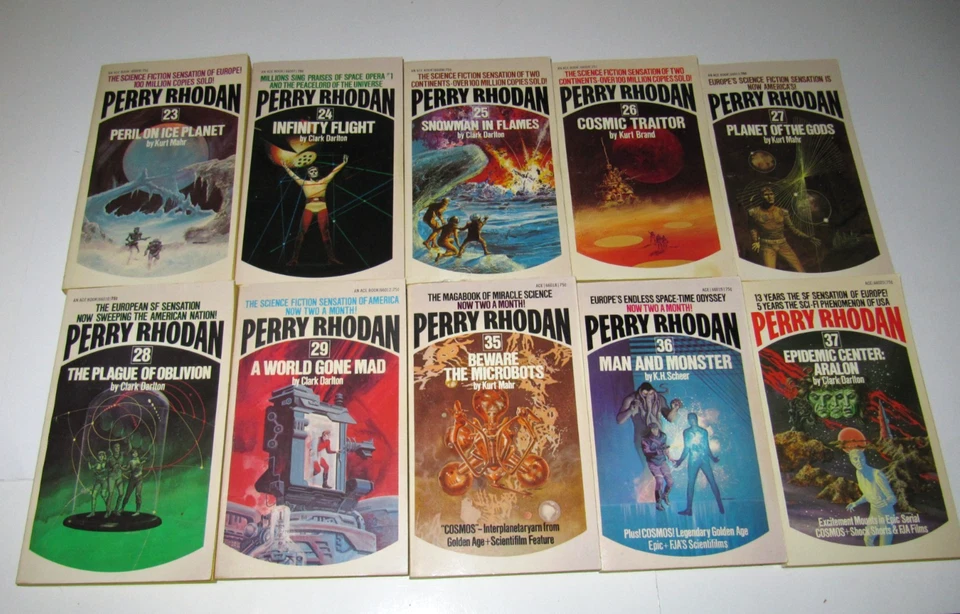 THE SCIENCE FICTION SENSATION OF EUROPE!
100 MILLION COPIES SOLD!
PERRY RHODAN
23
PERIL ON ICE PLANET
by Kurt Mahr
MILLIONS SING PRAISES OF SPACE OPERA #1
AND THE PEACELORD OF THE UNIVERSE
PERRY RHODAN
24
INFINITY FLIGHT
by Clark Darlton
THE SCIENCE FICTION SENSATION OF TWO
CONTINENTS-OVER 100 MILLION COPIES SOLD!
PERRY RHODAN
25
SNOWMAN IN FLAMES
by Clark Darlton
THE SCIENCE FICTION SENSATION OF TWO
CONTINENTS-OVER 100 MILLION COPIES SOLD!
PERRY RHODAN
26
COSMIC TRAITOR
by Kurt Brand
EUROPE'S SCIENCE FICTION SENSATION IS
NOW AMERICA'S!
PERRY RHODAN
27
PLANET OF THE GODS
by Kurt Mahr
THE EUROPEAN SF SENSATION
NOW SWEEPING THE AMERICAN NATION!
PERRY RHODAN
28
THE PLAGUE OF OBLIVION
by Clark Darlton
THE SCIENCE FICTION SENSATION OF AMERICA
NOW TWO A MONTH!
PERRY RHODAN
29
A WORLD GONE MAD
by Clark Darlton
THE MAGABOOK OF MIRACLE SCIENCE
NOW TWO A MONTH!
PERRY RHODAN
35
BEWARE
THE MICROBOTS
by Kurt Mahr
"COSMOS"- Interplanetaryarn from
Golden Age + Scientifilm Feature
EUROPE'S ENDLESS SPACE-TIME ODYSSEY
NOW TWO A MONTH!
PERRY RHODAN
36
MAN AND MONSTER
by K.H. Scheer
Plus! COSMOS! Legendary Golden Age
Epic + FJA'S Scientifilms
13 YEARS THE SF SENSATION OF EUROPE!
5 YEARS THE SCI-FI PHENOMENON OF USA
PERRY RHODAN
37
EPIDEMIC CENTER:
ARALON
by Clark Darlton
Excitement Mounts in Epic Serial
COSMOS + Shock Shorts & FJA Films